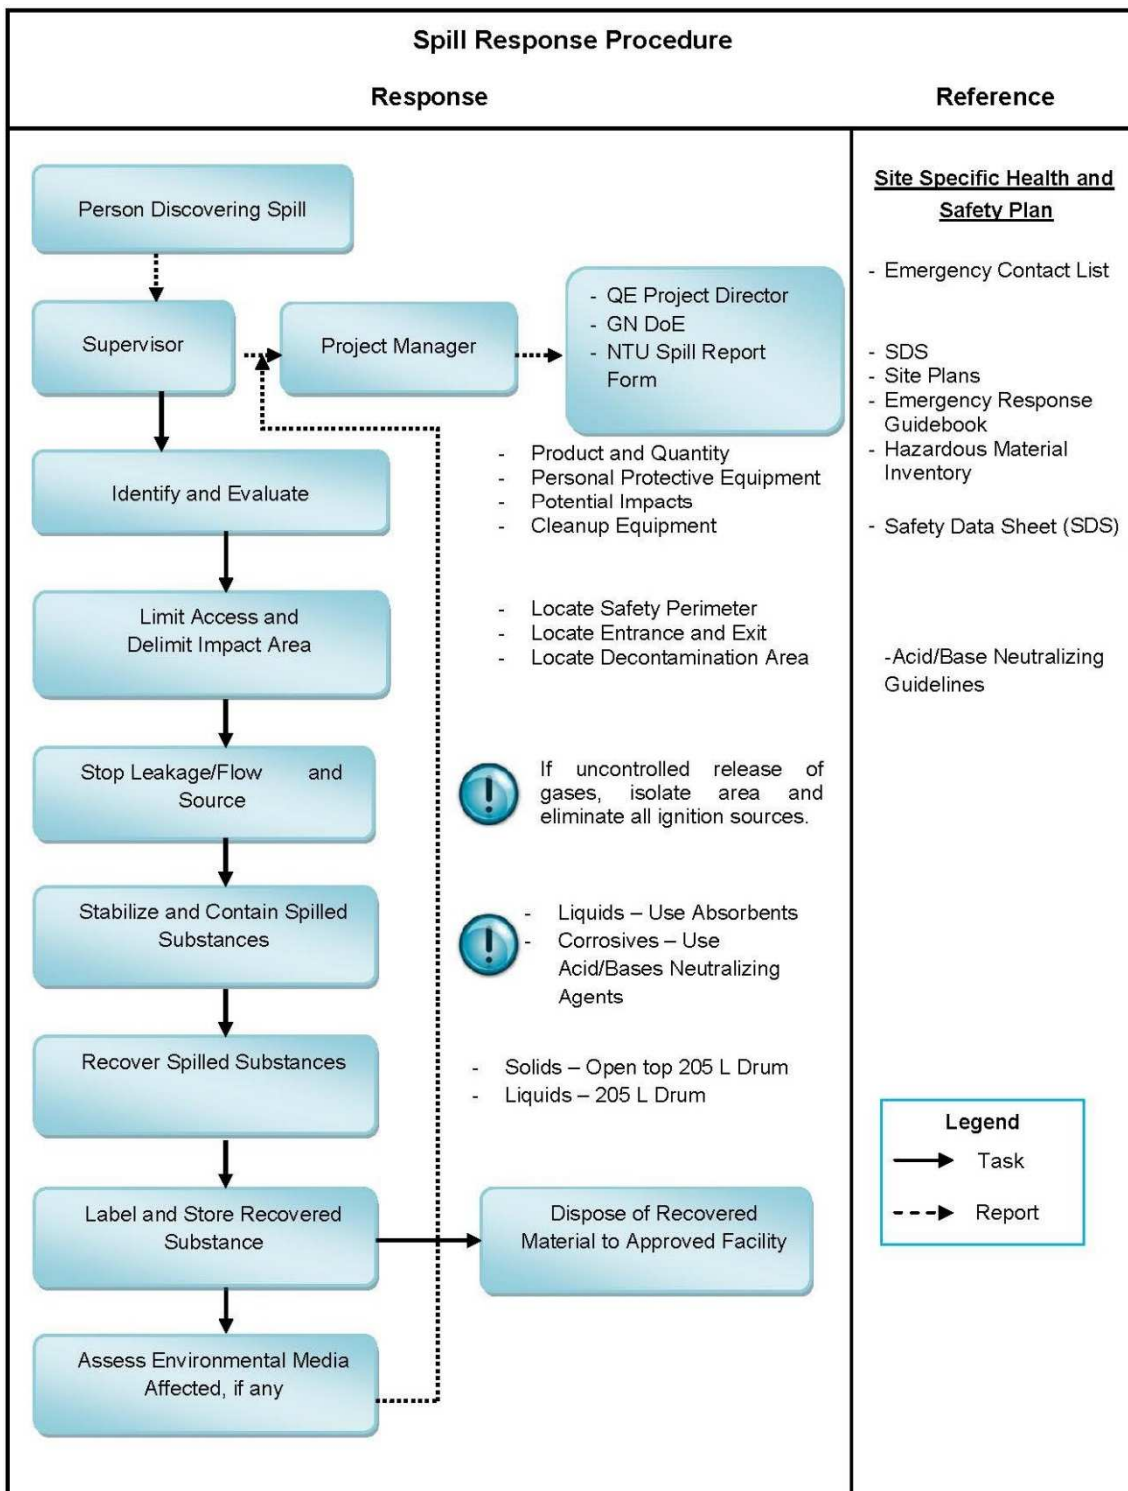 Spill Response Procedure
Response
Reference
Person Discovering Spill
Supervisor
Project Manager
- QE Project Director
- GN DoE
- NTU Spill Report
Form
Identify and Evaluate
- Product and Quantity
- Personal Protective Equipment
- Potential Impacts
- Cleanup Equipment
Limit Access and
Delimit Impact Area
- Locate Safety Perimeter
- Locate Entrance and Exit
- Locate Decontamination Area
Stop Leakage/Flow and
Source
If uncontrolled release of
gases, isolate area and
eliminate all ignition sources.
Stabilize and Contain Spilled
Substances
- Liquids – Use Absorbents
- Corrosives – Use
Acid/Bases Neutralizing
Agents
Recover Spilled Substances
- Solids – Open top 205 L Drum
- Liquids – 205 L Drum
Label and Store Recovered
Substance
Dispose of Recovered
Material to Approved Facility
Assess Environmental Media
Affected, if any
Site Specific Health and
Safety Plan
- Emergency Contact List
- SDS
- Site Plans
- Emergency Response
Guidebook
- Hazardous Material
Inventory
- Safety Data Sheet (SDS)
-Acid/Base Neutralizing
Guidelines
Legend
Task
Report